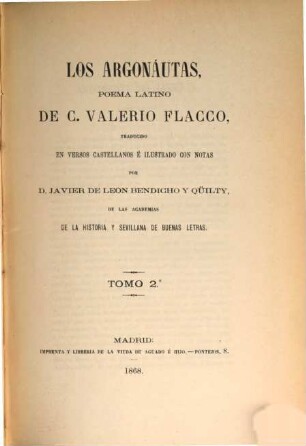 LOS ARGONÁUTAS,
POEMA LATINO
DE C. VALERIO FLACCO,
TRADUCIDO
EN VERSOS CASTELLANOS É ILUSTRADO CON NOTAS
POR
D. JAVIER DE LEON BENDICHO Y QÜILTY,
DE LAS ACADEMIAS
DE LA HISTORIA Y SEVILLANA DE BUENAS LETRAS.
TOMO 2.º
MADRID:
IMPRENTA Y LIBRERIA DE LA VIUDA DE AGUADO É HIJO.—PONTEJOS, 8.
1868.